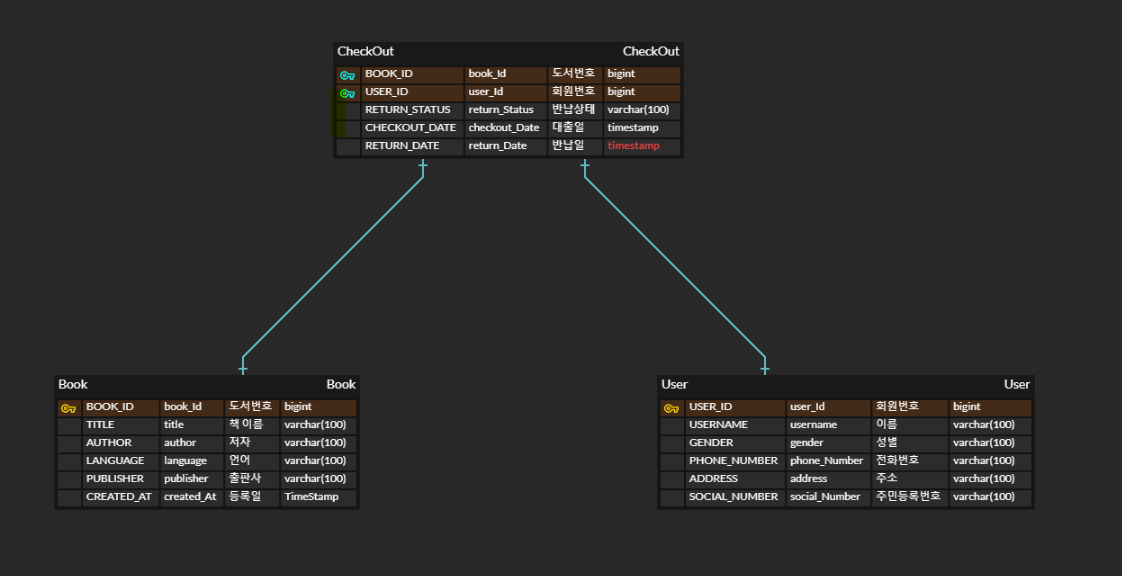 CheckOut CheckOut
BOOK_ID book_Id 도서번호 bigint
USER_ID user_Id 회원번호 bigint
RETURN_STATUS return_Status 반납상태 varchar(100)
CHECKOUT_DATE checkout_Date 대출일 timestamp
RETURN_DATE return_Date 반납일 timestamp
Book Book
BOOK_ID book_Id 도서번호 bigint
TITLE title 책 이름 varchar(100)
AUTHOR author 저자 varchar(100)
LANGUAGE language 언어 varchar(100)
PUBLISHER publisher 출판사 varchar(100)
CREATED_AT created_At 등록일 TimeStamp
User User
USER_ID user_Id 회원번호 bigint
USERNAME username 이름 varchar(100)
GENDER gender 성별 varchar(100)
PHONE_NUMBER phone_Number 전화번호 varchar(100)
ADDRESS address 주소 varchar(100)
SOCIAL_NUMBER social_Number 주민등록번호 varchar(100)